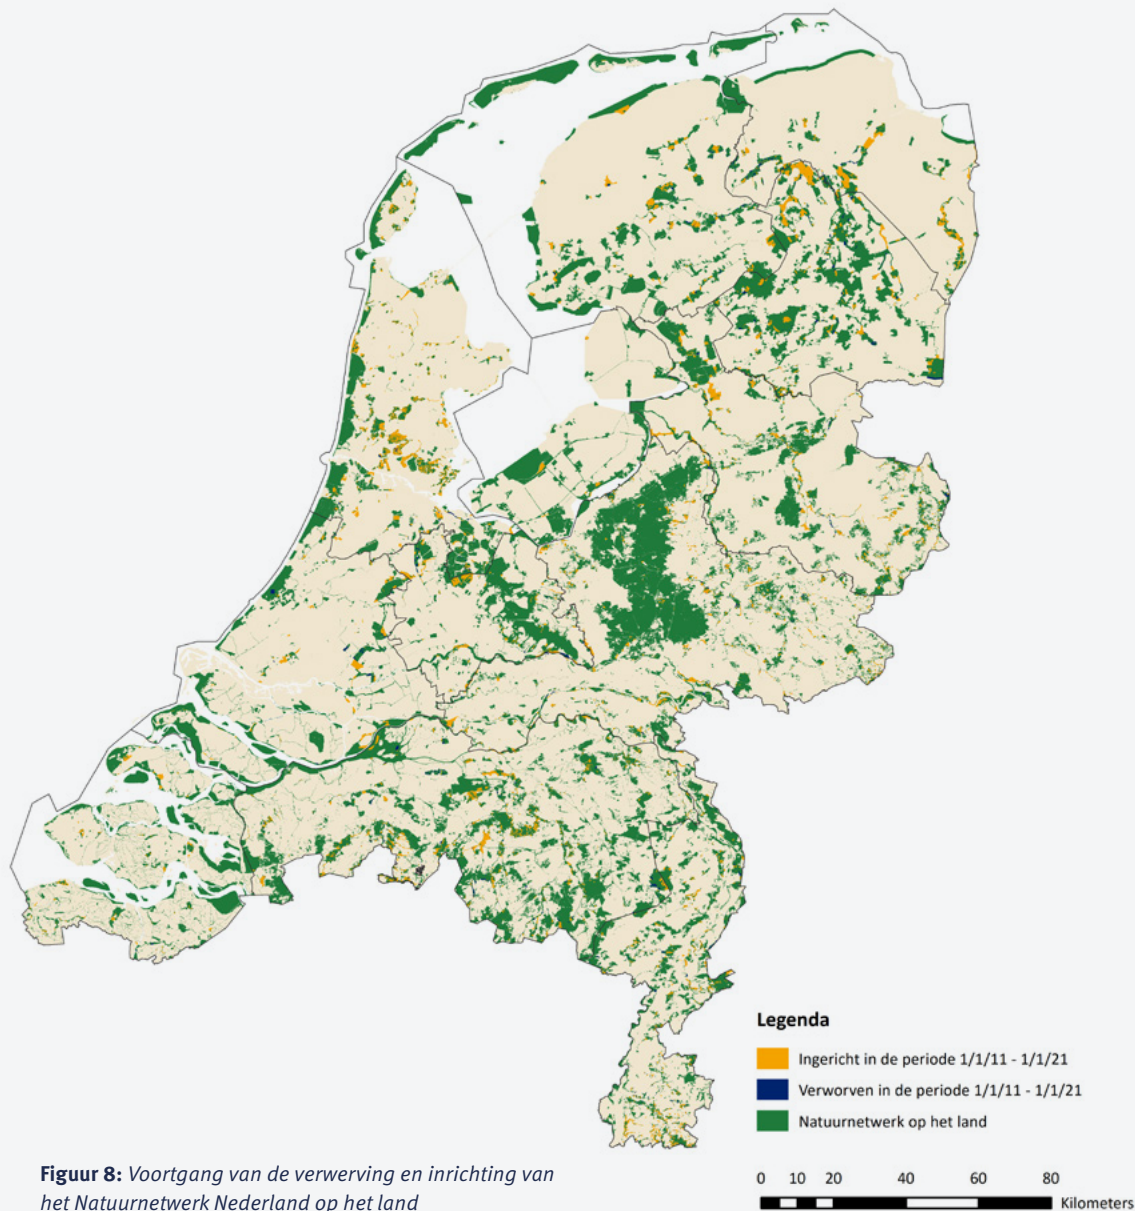 Legenda
Ingericht in de periode 1/1/11 - 1/1/21
Verworven in de periode 1/1/11 - 1/1/21
Natuurnetwerk op het land
Figuur 8: Voortgang van de verwerving en inrichting van
het Natuurnetwerk Nederland op het land
0 10 20 40 60 80
Kilometers